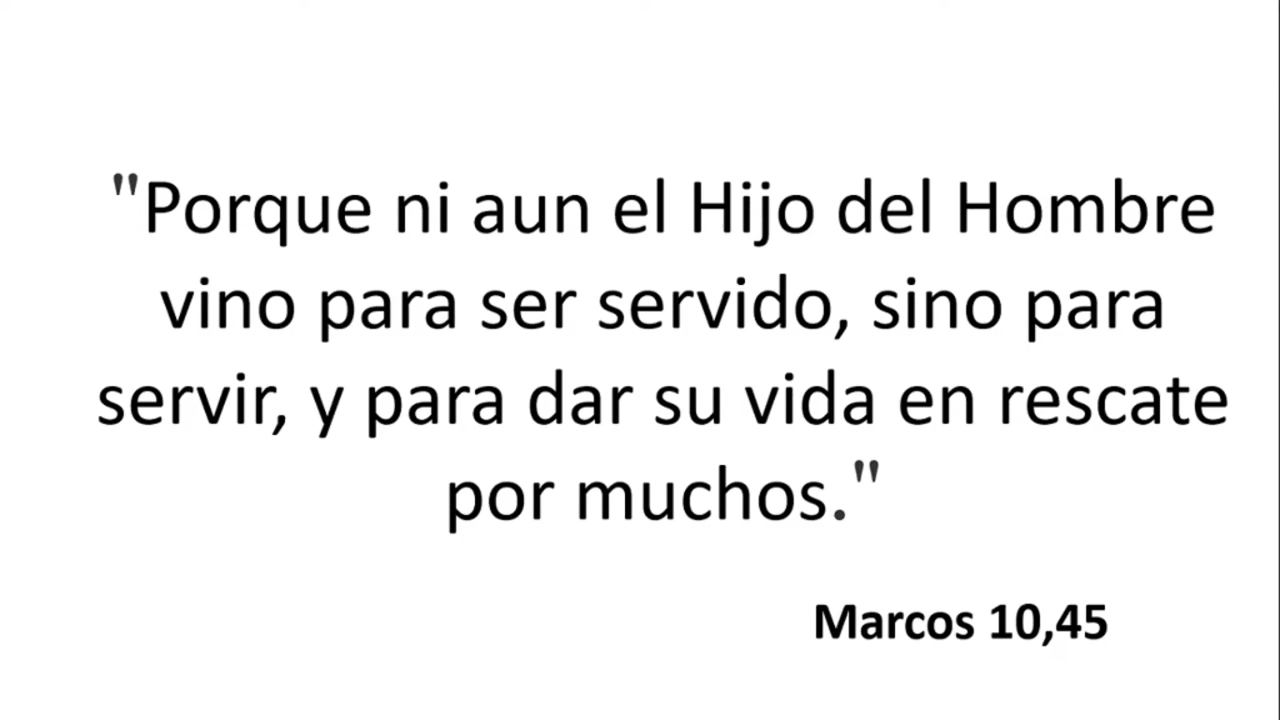 "Porque ni aun el Hijo del Hombre
vino para ser servido, sino para
servir, y para dar su vida en rescate
por muchos."
Marcos 10,45